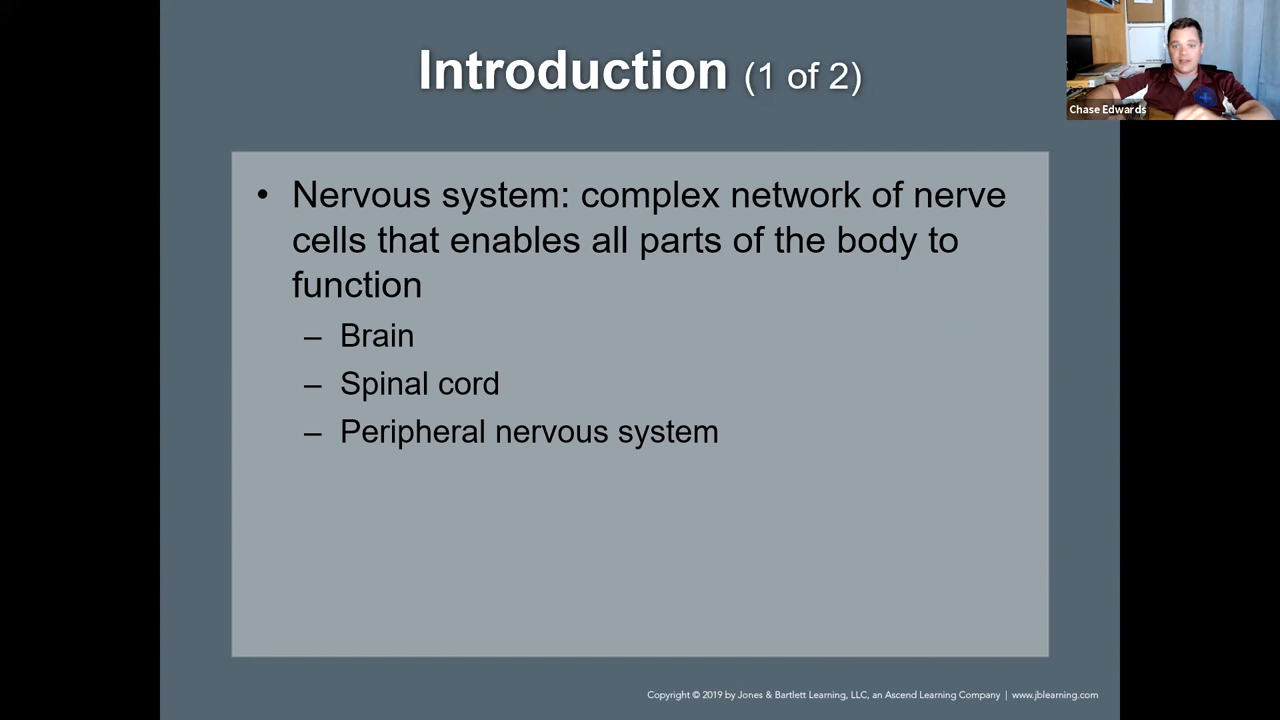 Introduction (1 of 2)
Chase Edwards
• Nervous system: complex network of nerve
cells that enables all parts of the body to
function
– Brain
– Spinal cord
– Peripheral nervous system
Copyright © 2019 by Jones & Bartlett Learning, LLC, an Ascend Learning Company | www.jblearning.com